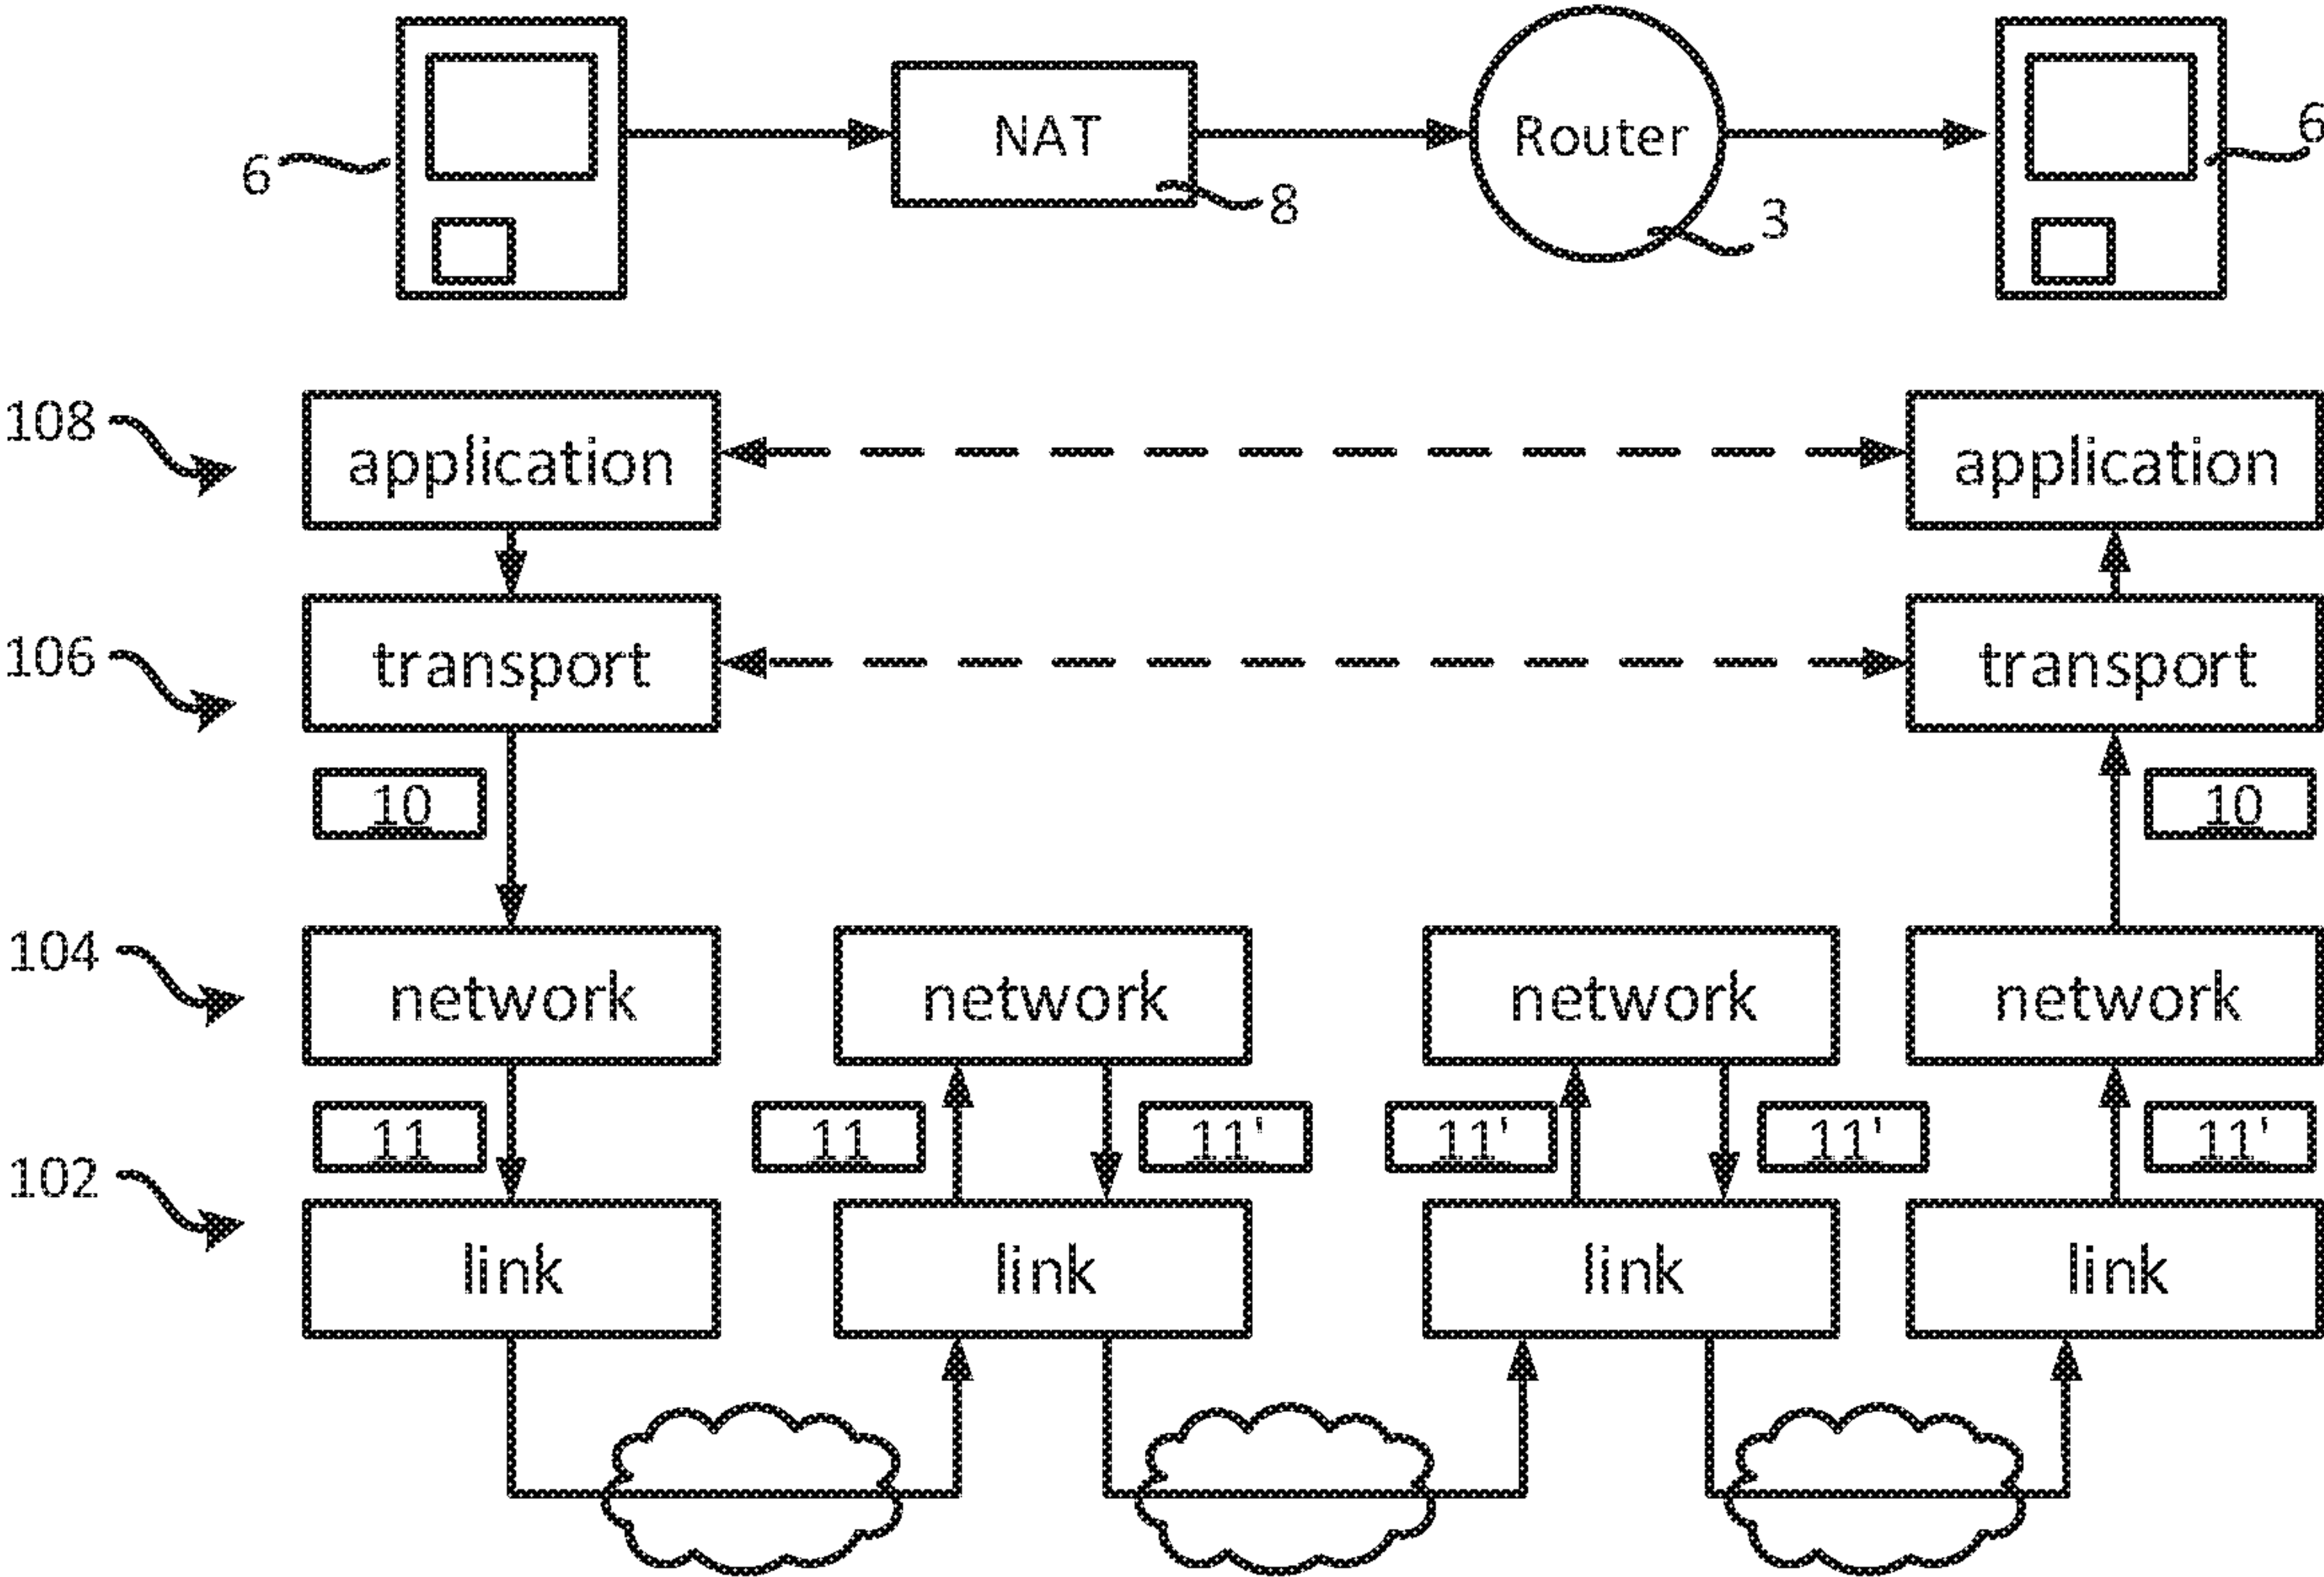 6 NAT 8 Router 3 6
108 application application
106 transport transport
10 10
104 network network network network
11 11 11' 11' 11' 11'
102 link link link link